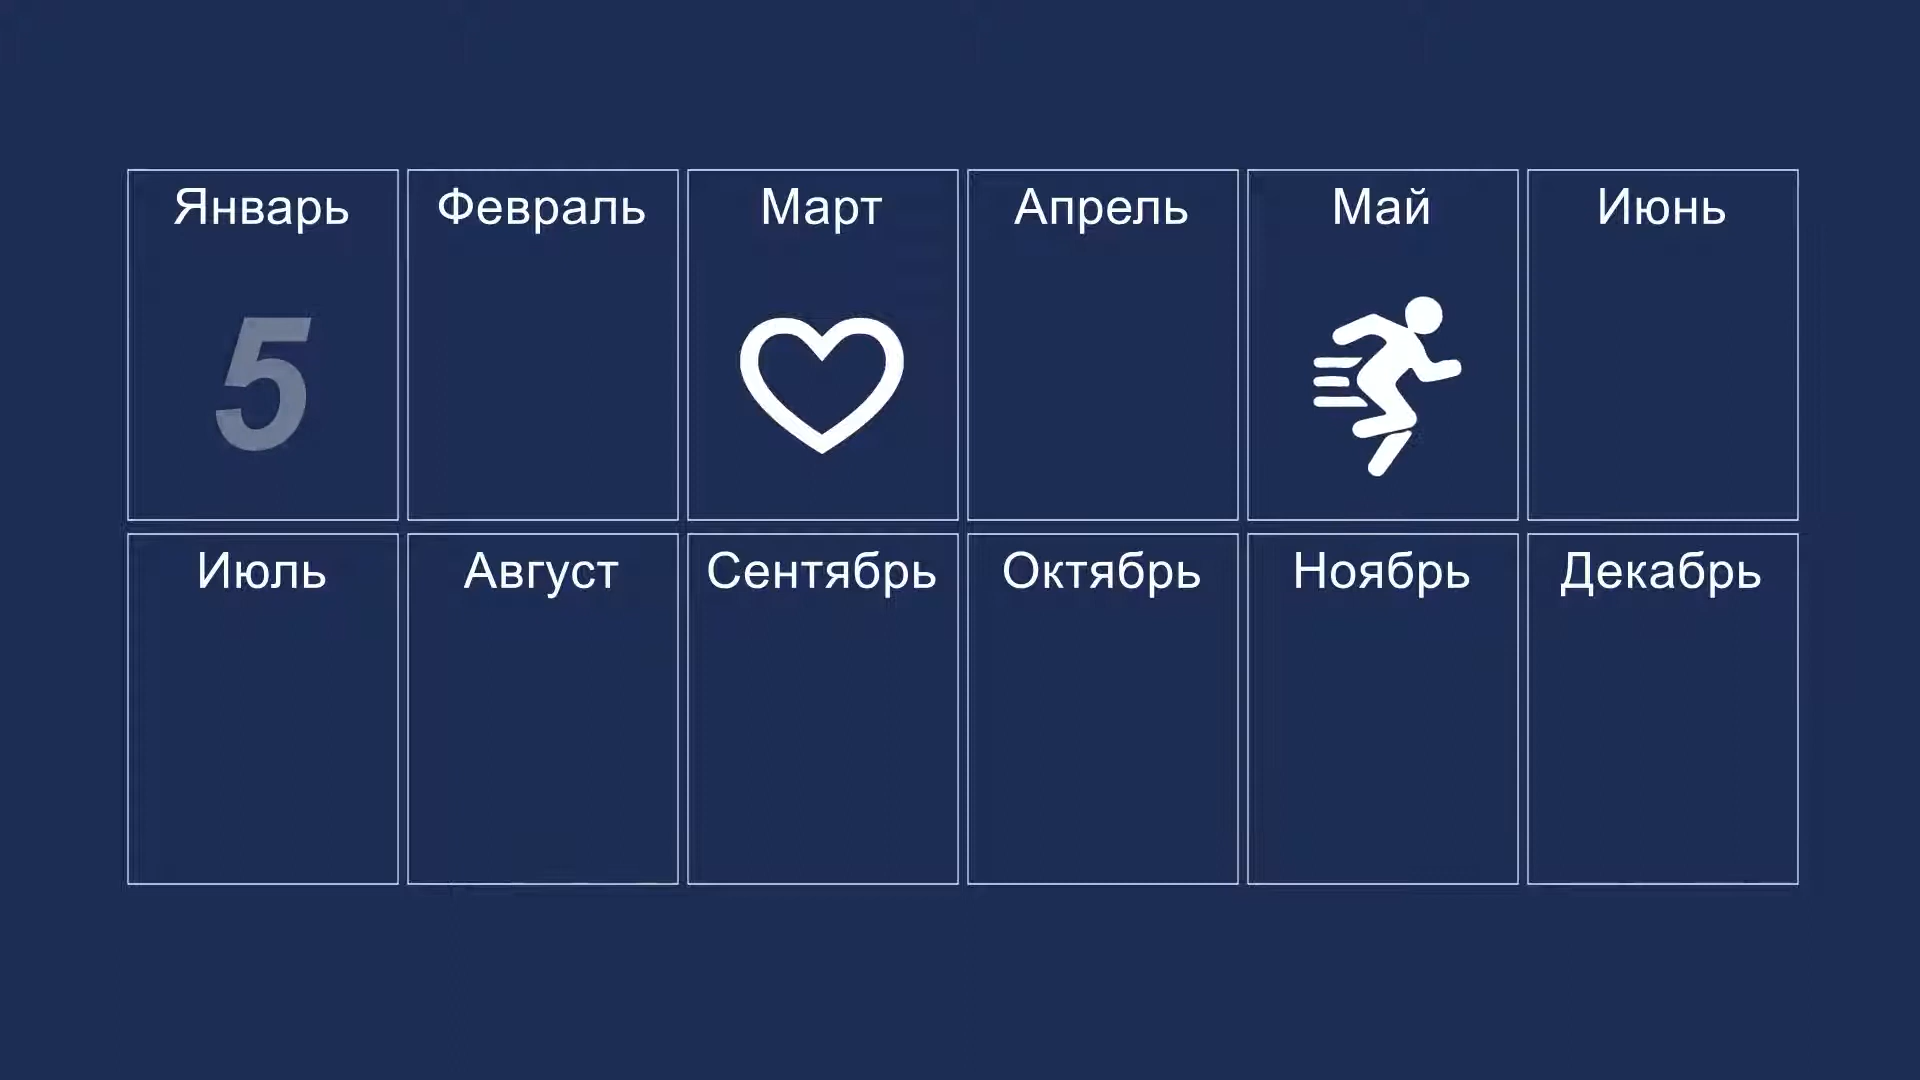 Январь Февраль Март Апрель Май Июнь
5
Июль Август Сентябрь Октябрь Ноябрь Декабрь